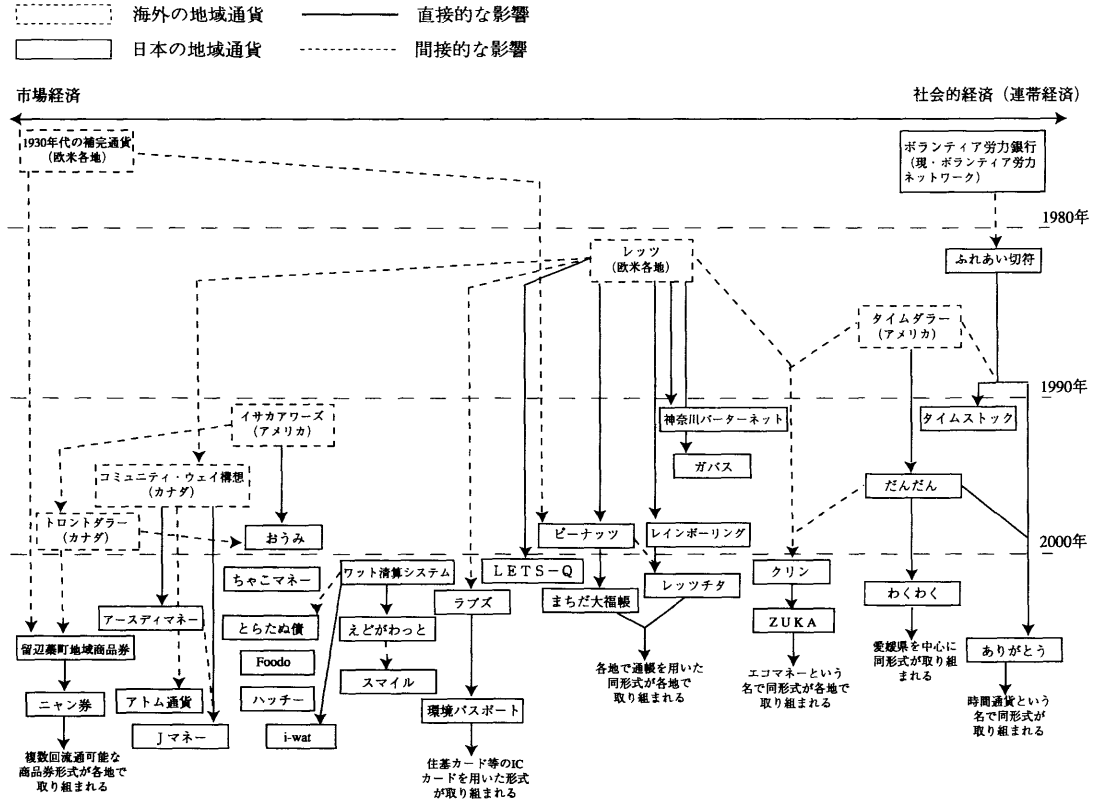 海外の地域通貨
直接的な影響
日本の地域通貨
間接的な影響
市場経済
社会的経済（連帯経済）
1930年代の補完通貨
（欧米各地）
ボランティア労力銀行
（現・ボランティア労力
ネットワーク）
1980年
レッツ
（欧米各地）
ふれあい切符
タイムダラー
（アメリカ）
1990年
イサカアワーズ
（アメリカ）
神奈川バーターネット
タイムストック
ガバス
コミュニティ・ウェイ構想
（カナダ）
だんだん
トロントダラー
（カナダ）
おうみ
ピーナッツ
レインボーリング
2000年
ちゃこマネー
ワット清算システム
LETS－Q
レッツチタ
クリン
わくわく
ラブズ
まちだ大福帳
アースディマネー
とらたぬ債
えどがわっと
ZUKA
留辺蘂町地域商品券
Foodo
スマイル
各地で通帳を用いた
同形式が各地で
取り組まれる
エコマネーという
名で同形式が各地で
取り組まれる
愛媛県を中心に
同形式が取り組
まれる
ありがとう
ニャン券
アトム通貨
ハッチー
環境パスポート
時間通貨という
名で同形式が
取り組まれる
Jマネー
i-wat
複数回流通可能な
商品券形式が各地で
取り組まれる
住基カード等のIC
カードを用いた形式
が取り組まれる